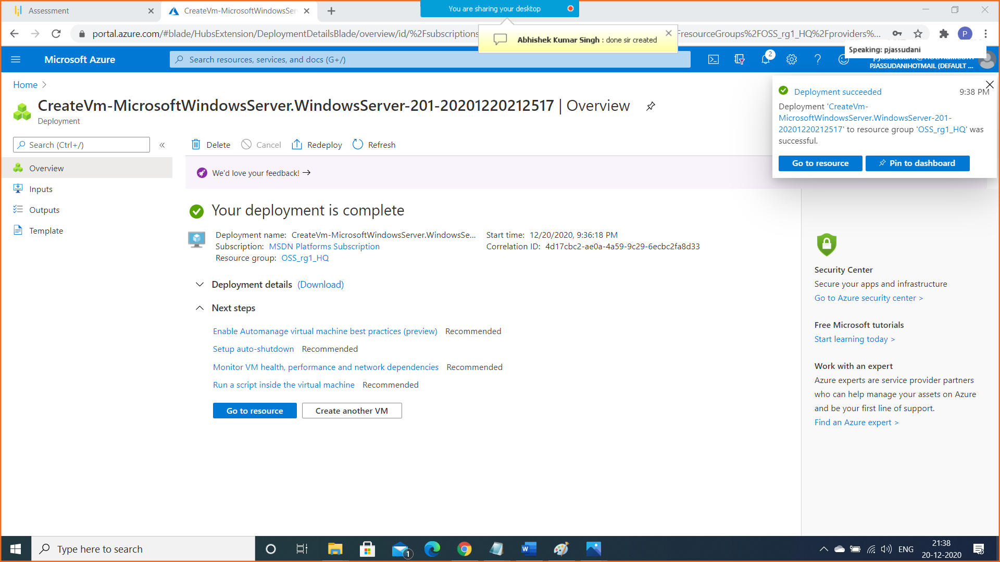 Assessment
CreateVm-MicrosoftWindowsSer
You are sharing your desktop
portal.azure.com/#blade/HubsExtension/DeploymentDetailsBlade/overview/id/%2Fsubscriptions
Abhishek Kumar Singh : done sir created
resourceGroups%2FOSS_rg1_HQ%2Fproviders%...
P
Speaking: pjassudani
Microsoft Azure
Search resources, services, and docs (G+/)
2
PJASSUDANIHOTMAIL (DEFAULT ...
Home
CreateVm-MicrosoftWindowsServer.WindowsServer-201-20201220212517 | Overview
Deployment
Deployment succeeded
9:38 PM
Deployment 'CreateVm-
MicrosoftWindowsServer.WindowsServer-201-
20201220212517' to resource group 'OSS_rg1_HQ' was
successful.
Go to resource
Pin to dashboard
Search (Ctrl+/)
«
Delete
Cancel
Redeploy
Refresh
Overview
Inputs
Outputs
Template
We'd love your feedback! →
Your deployment is complete
Deployment name: CreateVm-MicrosoftWindowsServer.WindowsSe...
Subscription: MSDN Platforms Subscription
Resource group: OSS_rg1_HQ
Start time: 12/20/2020, 9:36:18 PM
Correlation ID: 4d17cbc2-ae0a-4a59-9c29-6ecbc2fa8d33
Deployment details (Download)
Next steps
Enable Automanage virtual machine best practices (preview) Recommended
Setup auto-shutdown Recommended
Monitor VM health, performance and network dependencies Recommended
Run a script inside the virtual machine Recommended
Go to resource
Create another VM
Security Center
Secure your apps and infrastructure
Go to Azure security center >
Free Microsoft tutorials
Start learning today >
Work with an expert
Azure experts are service provider partners
who can help manage your assets on Azure
and be your first line of support.
Find an Azure expert >
Type here to search
1
ENG
21:38
20-12-2020